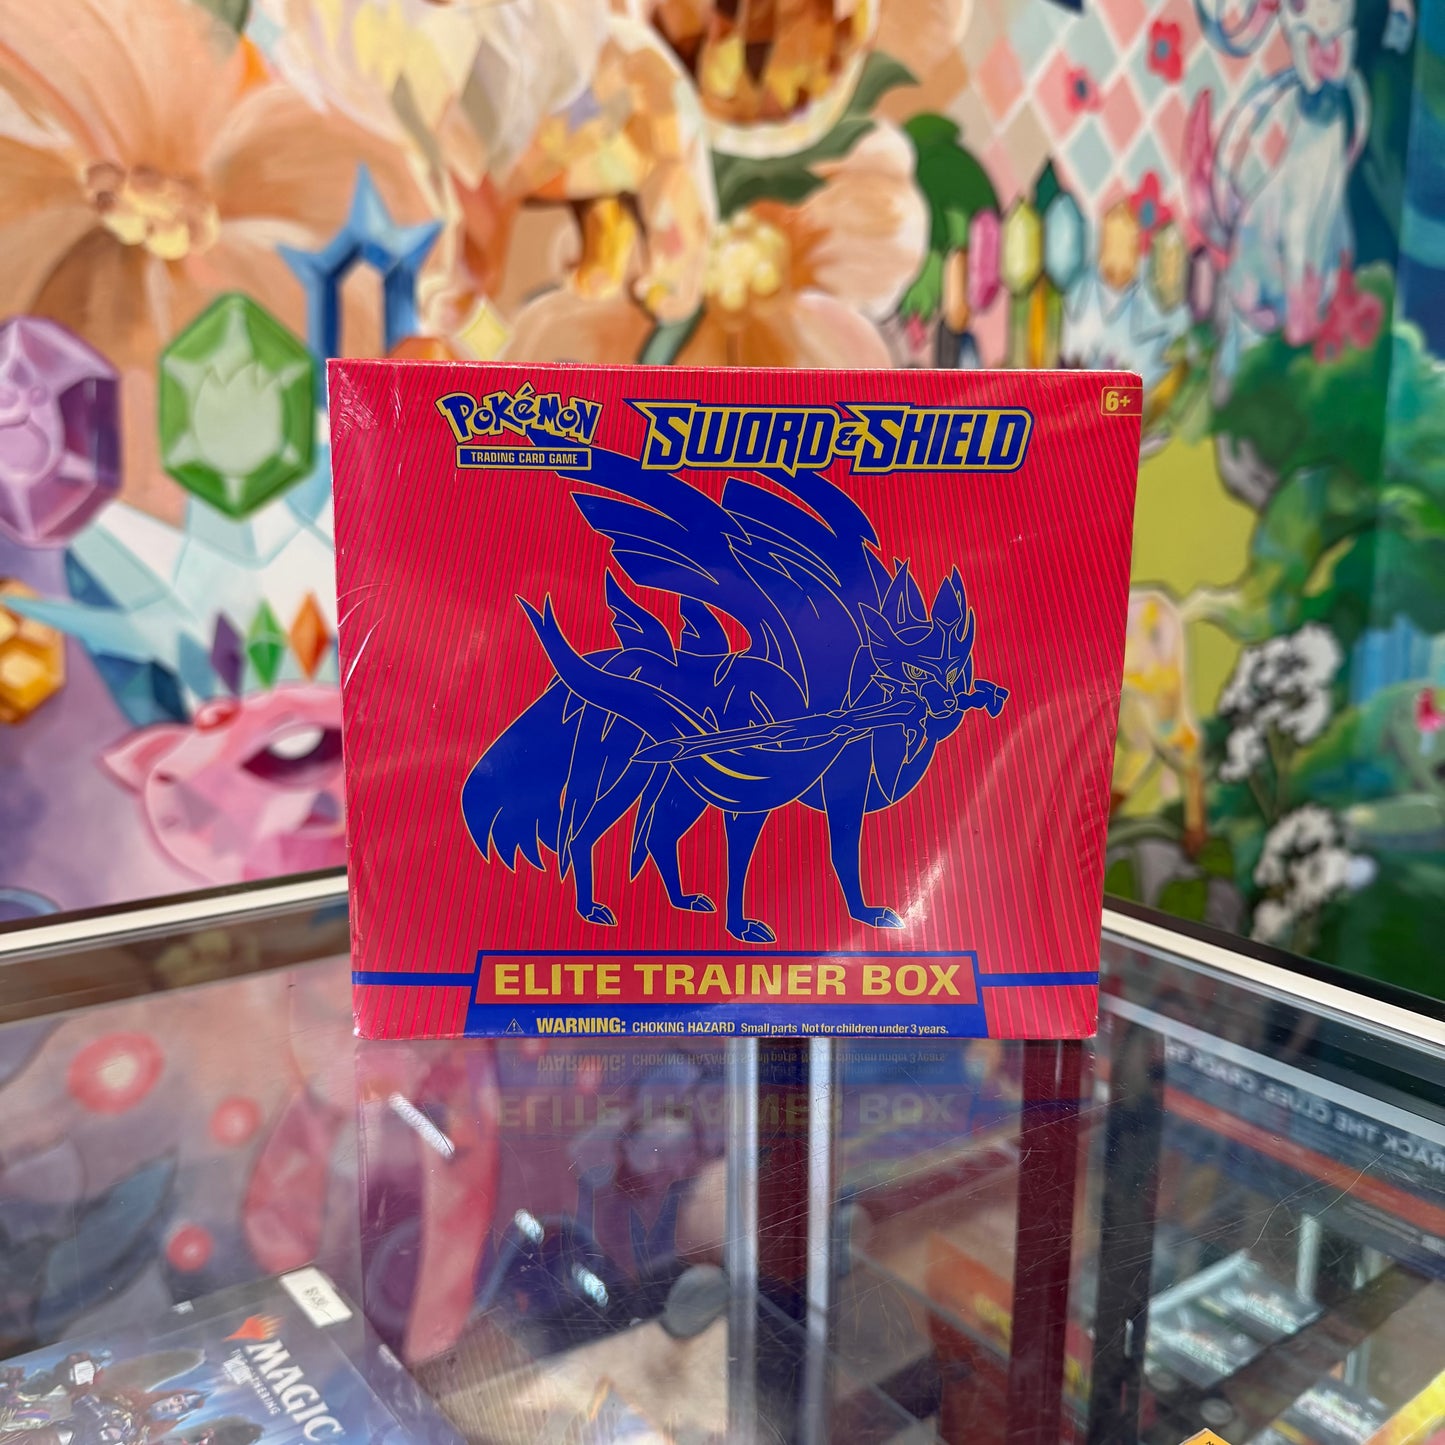 Pokémon
TRADING CARD GAME
SWORD & SHIELD
6+
ELITE TRAINER BOX
WARNING: CHOKING HAZARD Small parts Not for children under 3 years.
MAGIC